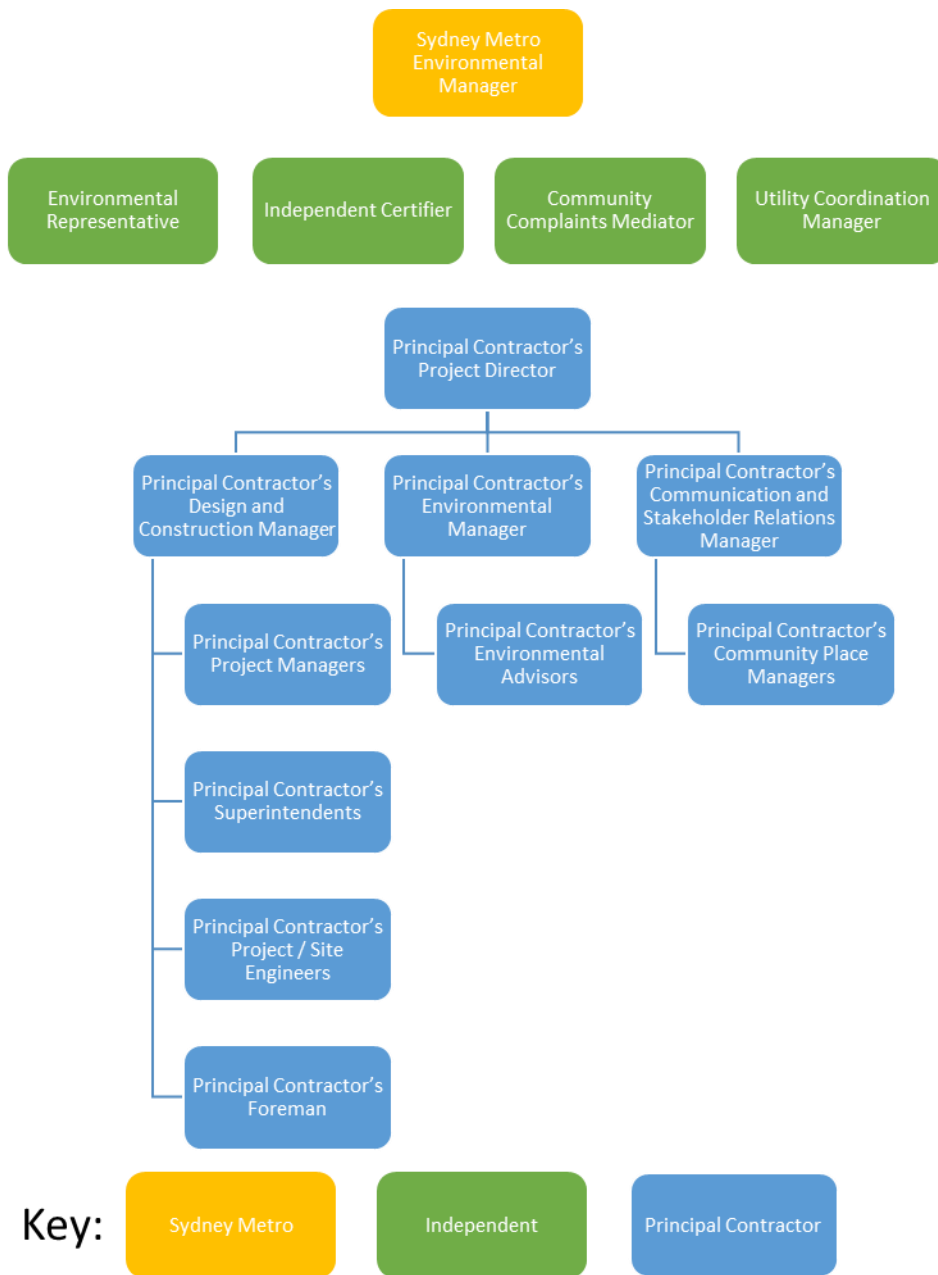 Sydney Metro
Environmental
Manager
Environmental
Representative
Independent Certifier
Community
Complaints Mediator
Utility Coordination
Manager
Principal Contractor's
Project Director
Principal Contractor's
Design and
Construction Manager
Principal Contractor's
Environmental
Manager
Principal Contractor's
Communication and
Stakeholder Relations
Manager
Principal Contractor's
Project Managers
Principal Contractor's
Environmental
Advisors
Principal Contractor's
Community Place
Managers
Principal Contractor's
Superintendents
Principal Contractor's
Project / Site
Engineers
Principal Contractor's
Foreman
Key:
Sydney Metro
Independent
Principal Contractor